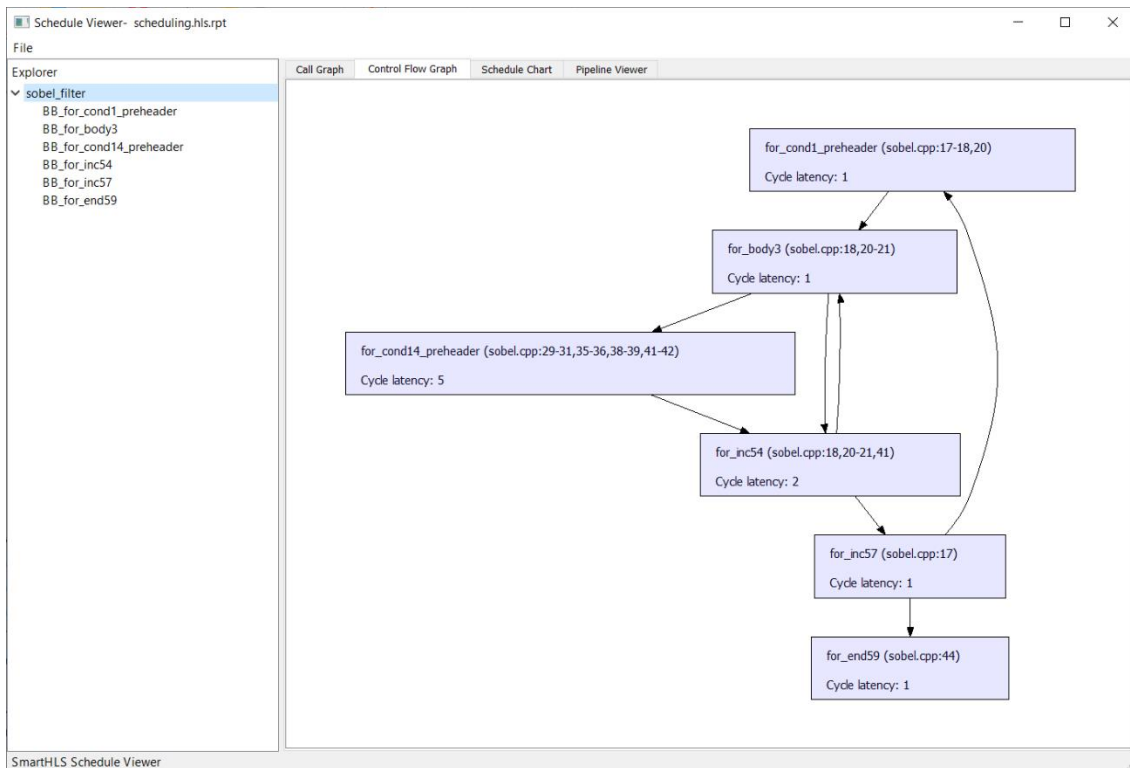 Schedule Viewer- scheduling.hls.rpt
File
Explorer
sobel_filter
BB_for_cond1_preheader
BB_for_body3
BB_for_cond14_preheader
BB_for_inc54
BB_for_inc57
BB_for_end59
Call Graph Control Flow Graph Schedule Chart Pipeline Viewer
for_cond1_preheader (sobel.cpp:17-18,20)
Cycle latency: 1
for_body3 (sobel.cpp:18,20-21)
Cycle latency: 1
for_cond14_preheader (sobel.cpp:29-31,35-36,38-39,41-42)
Cycle latency: 5
for_inc54 (sobel.cpp:18,20-21,41)
Cycle latency: 2
for_inc57 (sobel.cpp:17)
Cycle latency: 1
for_end59 (sobel.cpp:44)
Cycle latency: 1
SmartHLS Schedule Viewer